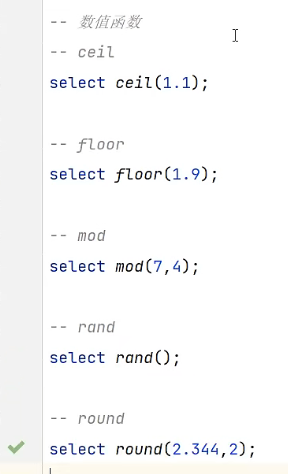 -- 数值函数
-- ceil
select ceil(1.1);
-- floor
select floor(1.9);
-- mod
select mod(7,4);
-- rand
select rand();
-- round
select round(2.344,2);